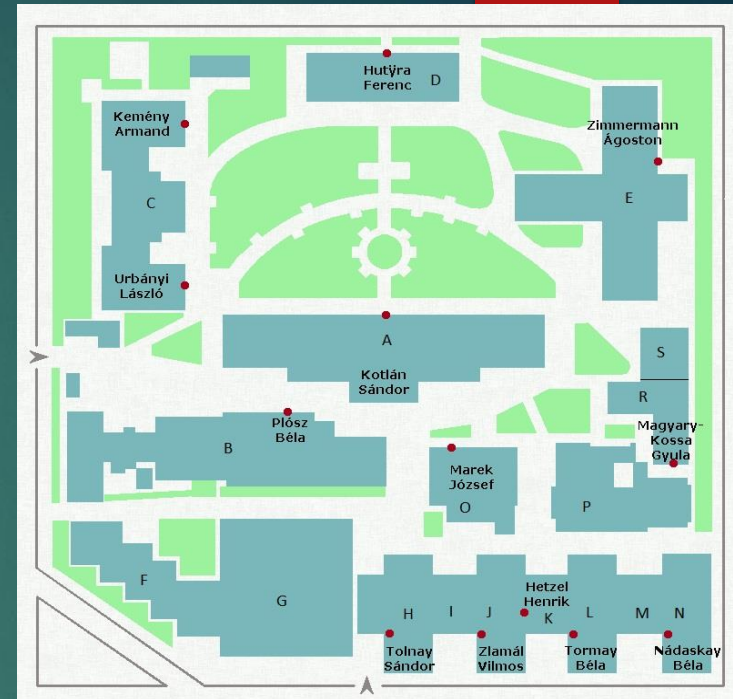 Hutÿra
Ferenc
D
Kemény
Armand
Zimmermann
Ágoston
C
E
Urbányi
László
A
S
Kotlán
Sándor
R
Plósz
Béla
Magyary-
Kossa
Gyula
B
Marek
József
O
P
F
G
Hetzel
Henrik
H
I
J
K
L
M
N
Tolnay
Sándor
Zlamál
Vilmos
Tormay
Béla
Nádaskay
Béla